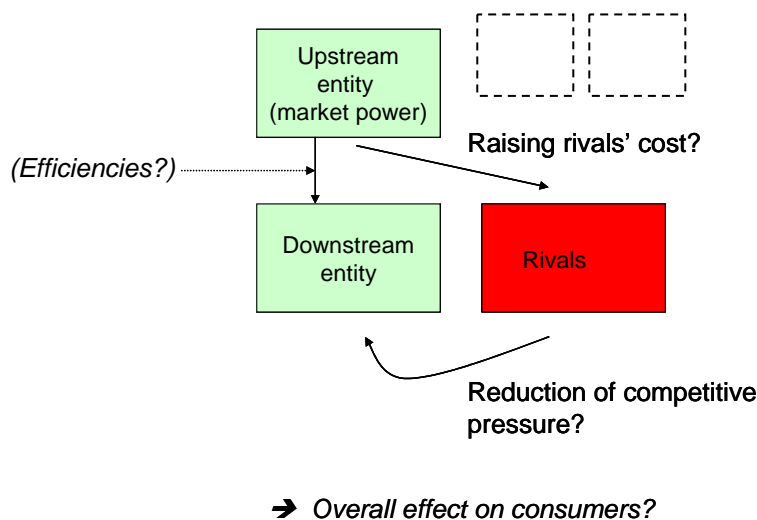 Upstream
entity
(market power)
Raising rivals’ cost?
(Efficiencies?)
Downstream
entity
Rivals
Reduction of competitive
pressure?
➔ Overall effect on consumers?